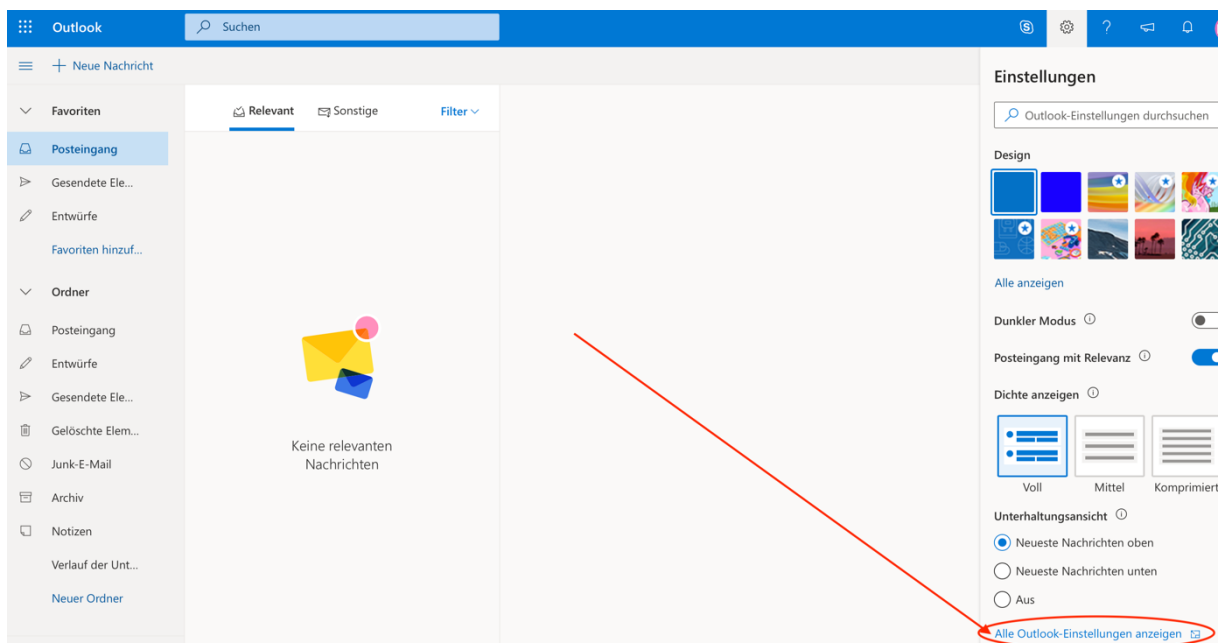 Outlook
Suchen
Neue Nachricht
Favoriten
Posteingang
Gesendete Ele...
Entwürfe
Favoriten hinzuf...
Ordner
Posteingang
Entwürfe
Gesendete Ele...
Gelöschte Elem...
Junk-E-Mail
Archiv
Notizen
Verlauf der Unt...
Neuer Ordner
Relevant
Sonstige
Filter
Keine relevanten
Nachrichten
Einstellungen
Outlook-Einstellungen durchsuchen
Design
Alle anzeigen
Dunkler Modus
Posteingang mit Relevanz
Dichte anzeigen
Voll
Mittel
Komprimiert
Unterhaltungsansicht
Neueste Nachrichten oben
Neueste Nachrichten unten
Aus
Alle Outlook-Einstellungen anzeigen